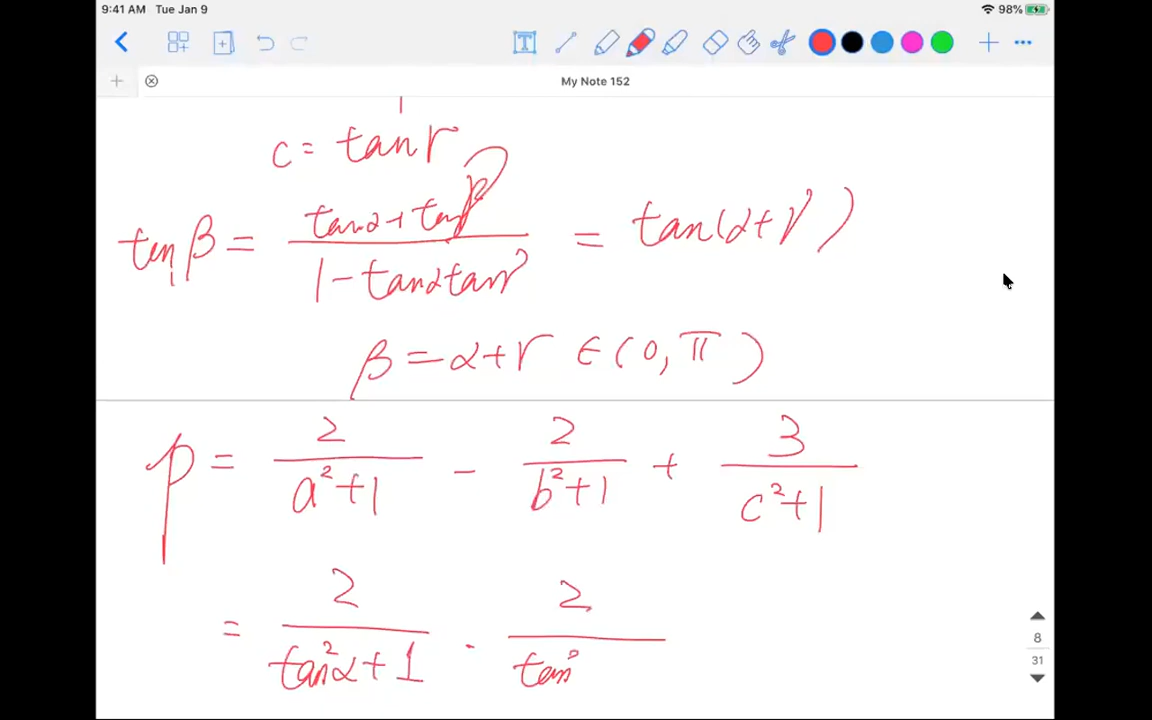 9:41 AM Tue Jan 9 98%
My Note 152
c = tan γ
tan β = (tan α + tan γ) / (1 - tan α tan γ) = tan(α + γ)
β = α + γ ∈ (0, π)
p = 2 / (a² + 1) - 2 / (b² + 1) + 3 / (c² + 1)
= 2 / (tan² α + 1) - 2 / tan²
8
31